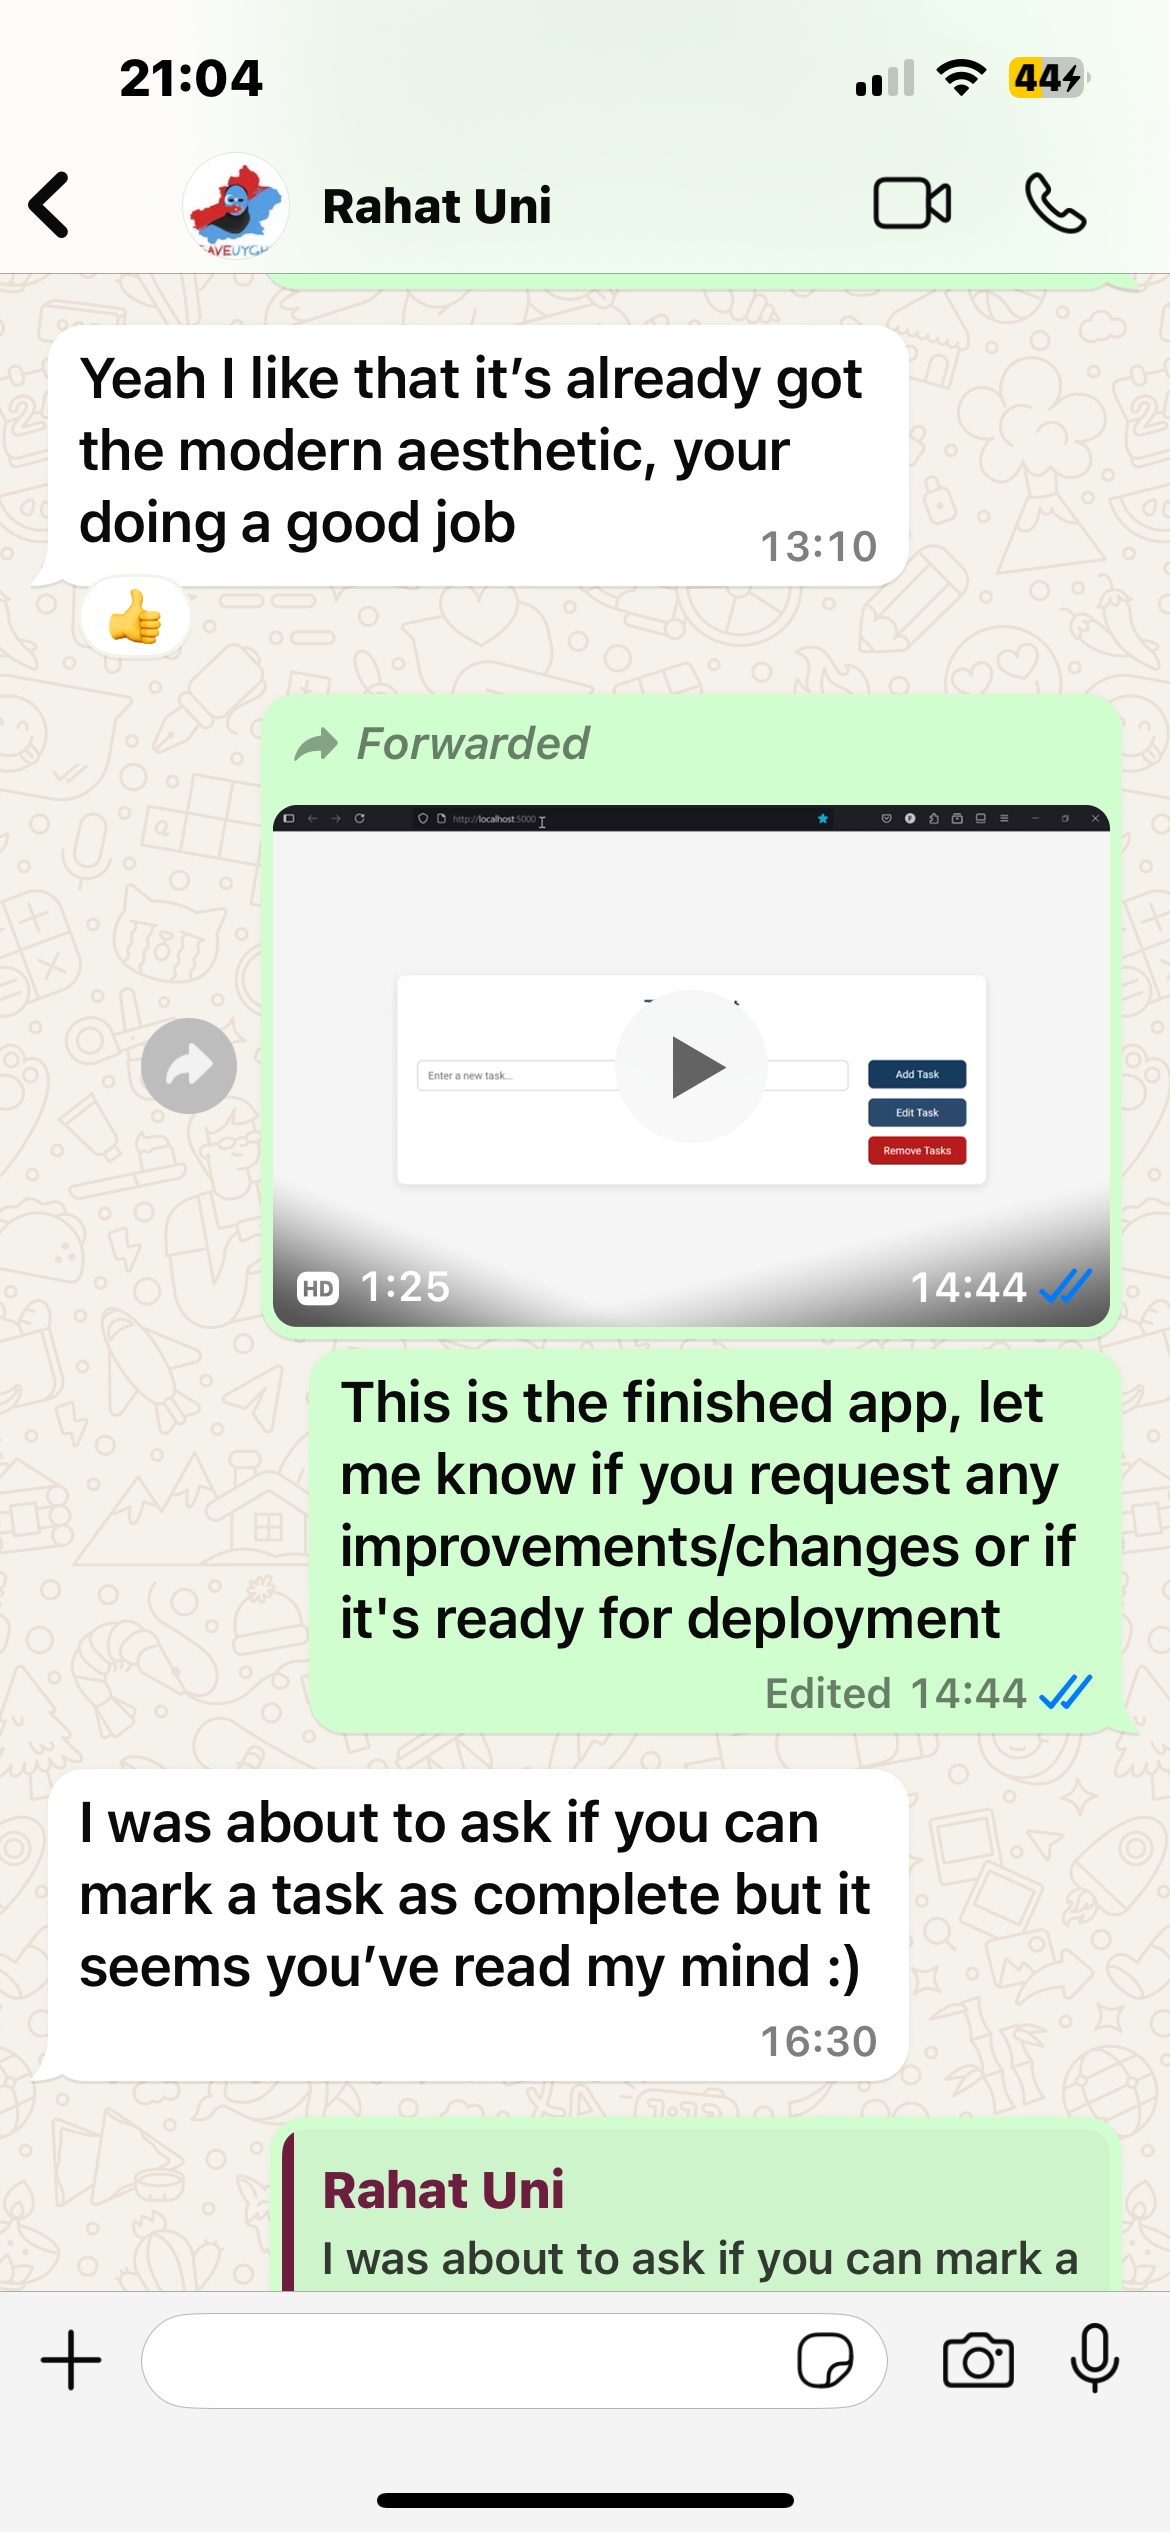 21:04
44
Rahat Uni
AVEUYGH
Yeah I like that it’s already got
the modern aesthetic, your
doing a good job
13:10
Forwarded
http://localhost:5000
Enter a new task...
Add Task
Edit Task
Remove Tasks
HD 1:25
14:44
This is the finished app, let
me know if you request any
improvements/changes or if
it's ready for deployment
Edited 14:44
I was about to ask if you can
mark a task as complete but it
seems you’ve read my mind :)
16:30
Rahat Uni
I was about to ask if you can mark a